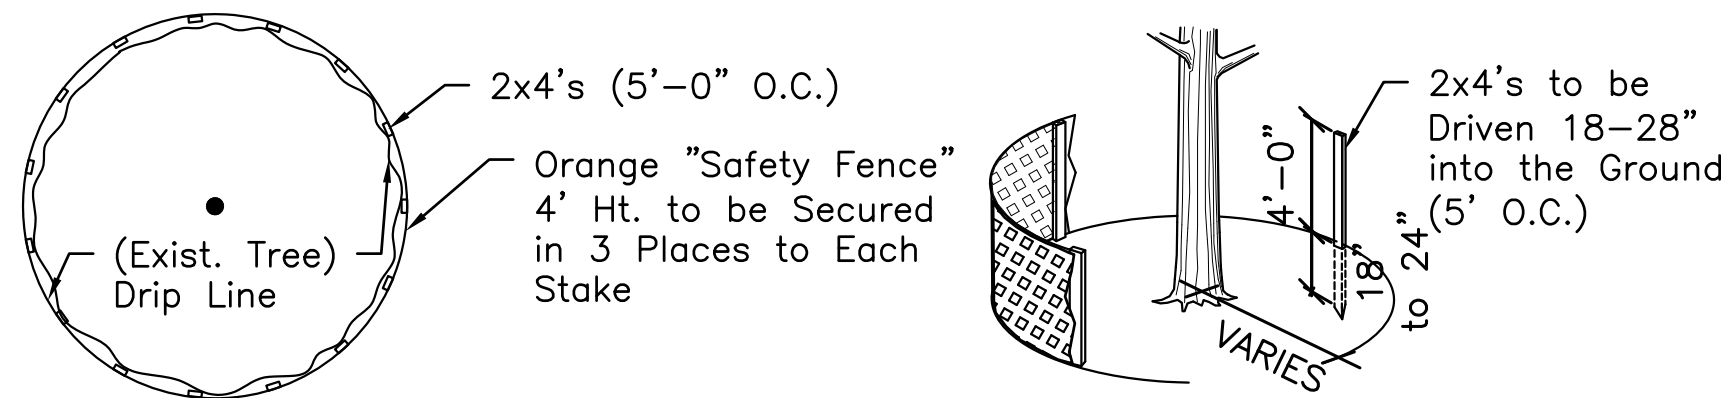 2x4's (5'-0" O.C.)
Orange "Safety Fence"
4' Ht. to be Secured
in 3 Places to Each
Stake
(Exist. Tree)
Drip Line
2x4's to be
Driven 18-28"
into the Ground
(5' O.C.)
4'-0"
18"
to 24"
VARIES